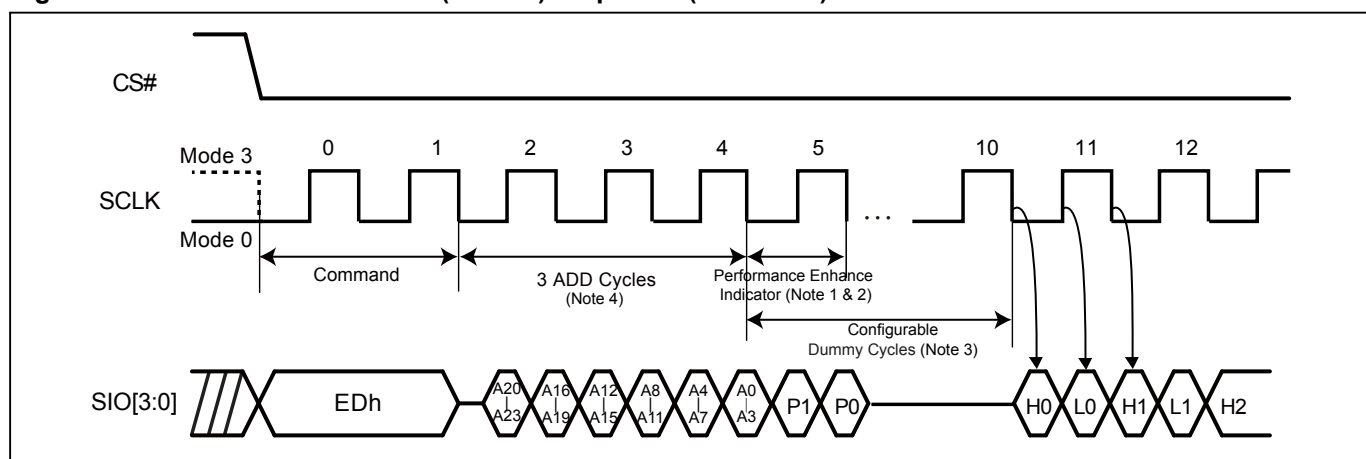 CS#
0 1 2 3 4 5 10 11 12
Mode 3
SCLK
...
Mode 0
Command
3 ADD Cycles
(Note 4)
Performance Enhance
Indicator (Note 1 & 2)
Configurable
Dummy Cycles (Note 3)
SIO[3:0]
EDh
A20 | A23
A16 | A19
A12 | A15
A8 | A11
A4 | A7
A0 | A3
P1 P0 H0 L0 H1 L1 H2